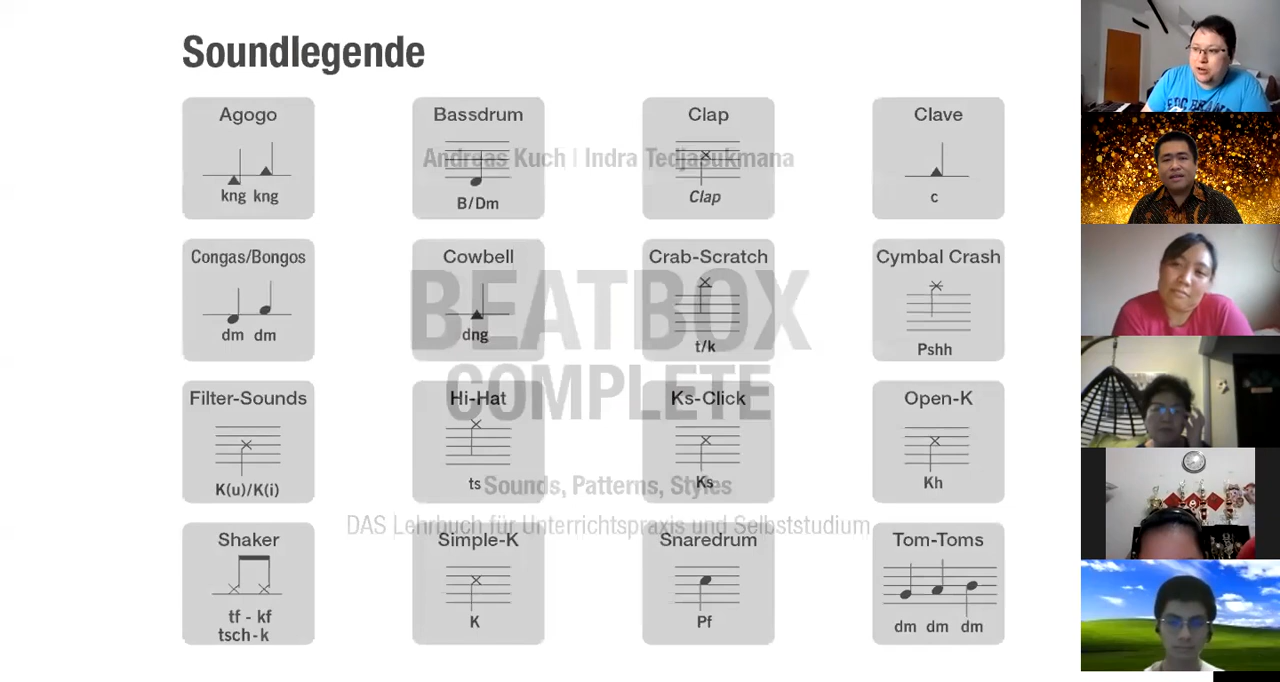 Soundlegende
Agogo
kng kng
Bassdrum
B/Dm
Clap
Clap
Clave
c
Andreas Kuch | Indra Tedjasukmana
Congas/Bongos
dm dm
Cowbell
dng
Crab-Scratch
t/k
Cymbal Crash
Pshh
BEATBOX
COMPLETE
Filter-Sounds
K(u)/K(i)
Hi-Hat
ts
Ks-Click
Ks
Open-K
Kh
Sounds, Patterns, Styles
DAS Lehrbuch für Unterrichtspraxis und Selbststudium
Shaker
tf - kf
tsch-k
Simple-K
K
Snaredrum
Pf
Tom-Toms
dm dm dm